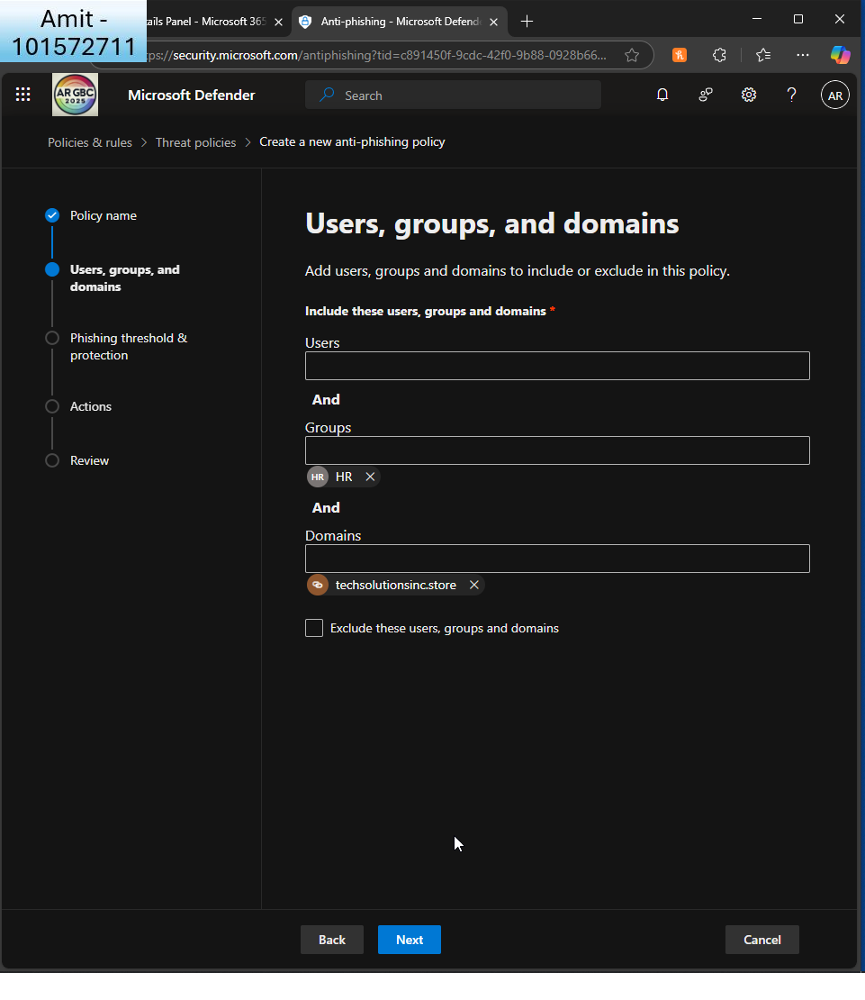 Amit -
101572711
ails Panel - Microsoft 365
Anti-phishing - Microsoft Defend
ps://security.microsoft.com/antiphishing?tid=c891450f-9cdc-42f0-9b88-0928b66...
AR GBC
2025
Microsoft Defender
Search
AR
Policies & rules > Threat policies > Create a new anti-phishing policy
Policy name
Users, groups, and
domains
Phishing threshold &
protection
Actions
Review
Users, groups, and domains
Add users, groups and domains to include or exclude in this policy.
Include these users, groups and domains *
Users
And
Groups
HR HR
And
Domains
techsolutionsinc.store
Exclude these users, groups and domains
Back
Next
Cancel